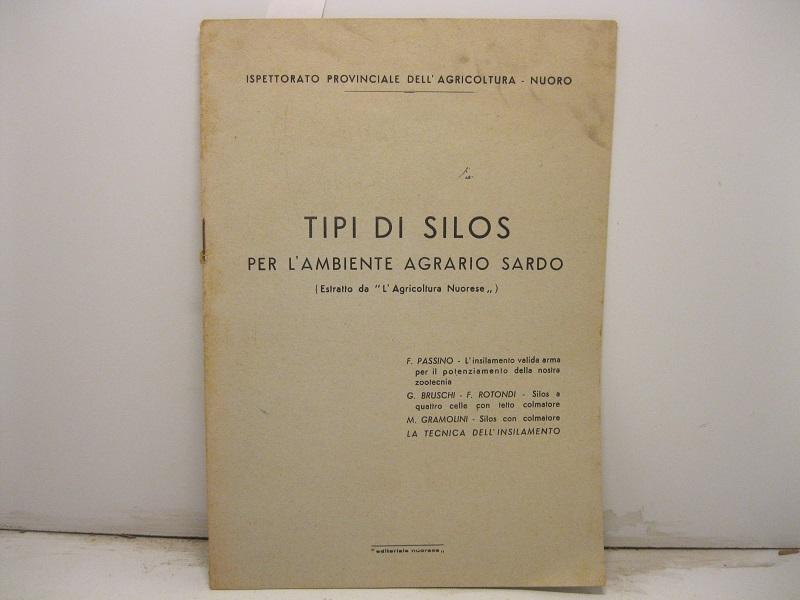 ISPETTORATO PROVINCIALE DELL'AGRICOLTURA - NUORO
TIPI DI SILOS
PER L'AMBIENTE AGRARIO SARDO
(Estratto da "L'Agricoltura Nuorese„)
F. PASSINO - L'insilamento valida arma
per il potenziamento della nostra
zootecnia
G. BRUSCHI - F. ROTONDI - Silos a
quattro celle con tetto colmatore
M. GRAMOLINI - Silos con colmatore
LA TECNICA DELL'INSILAMENTO
"editoriale nuorese„